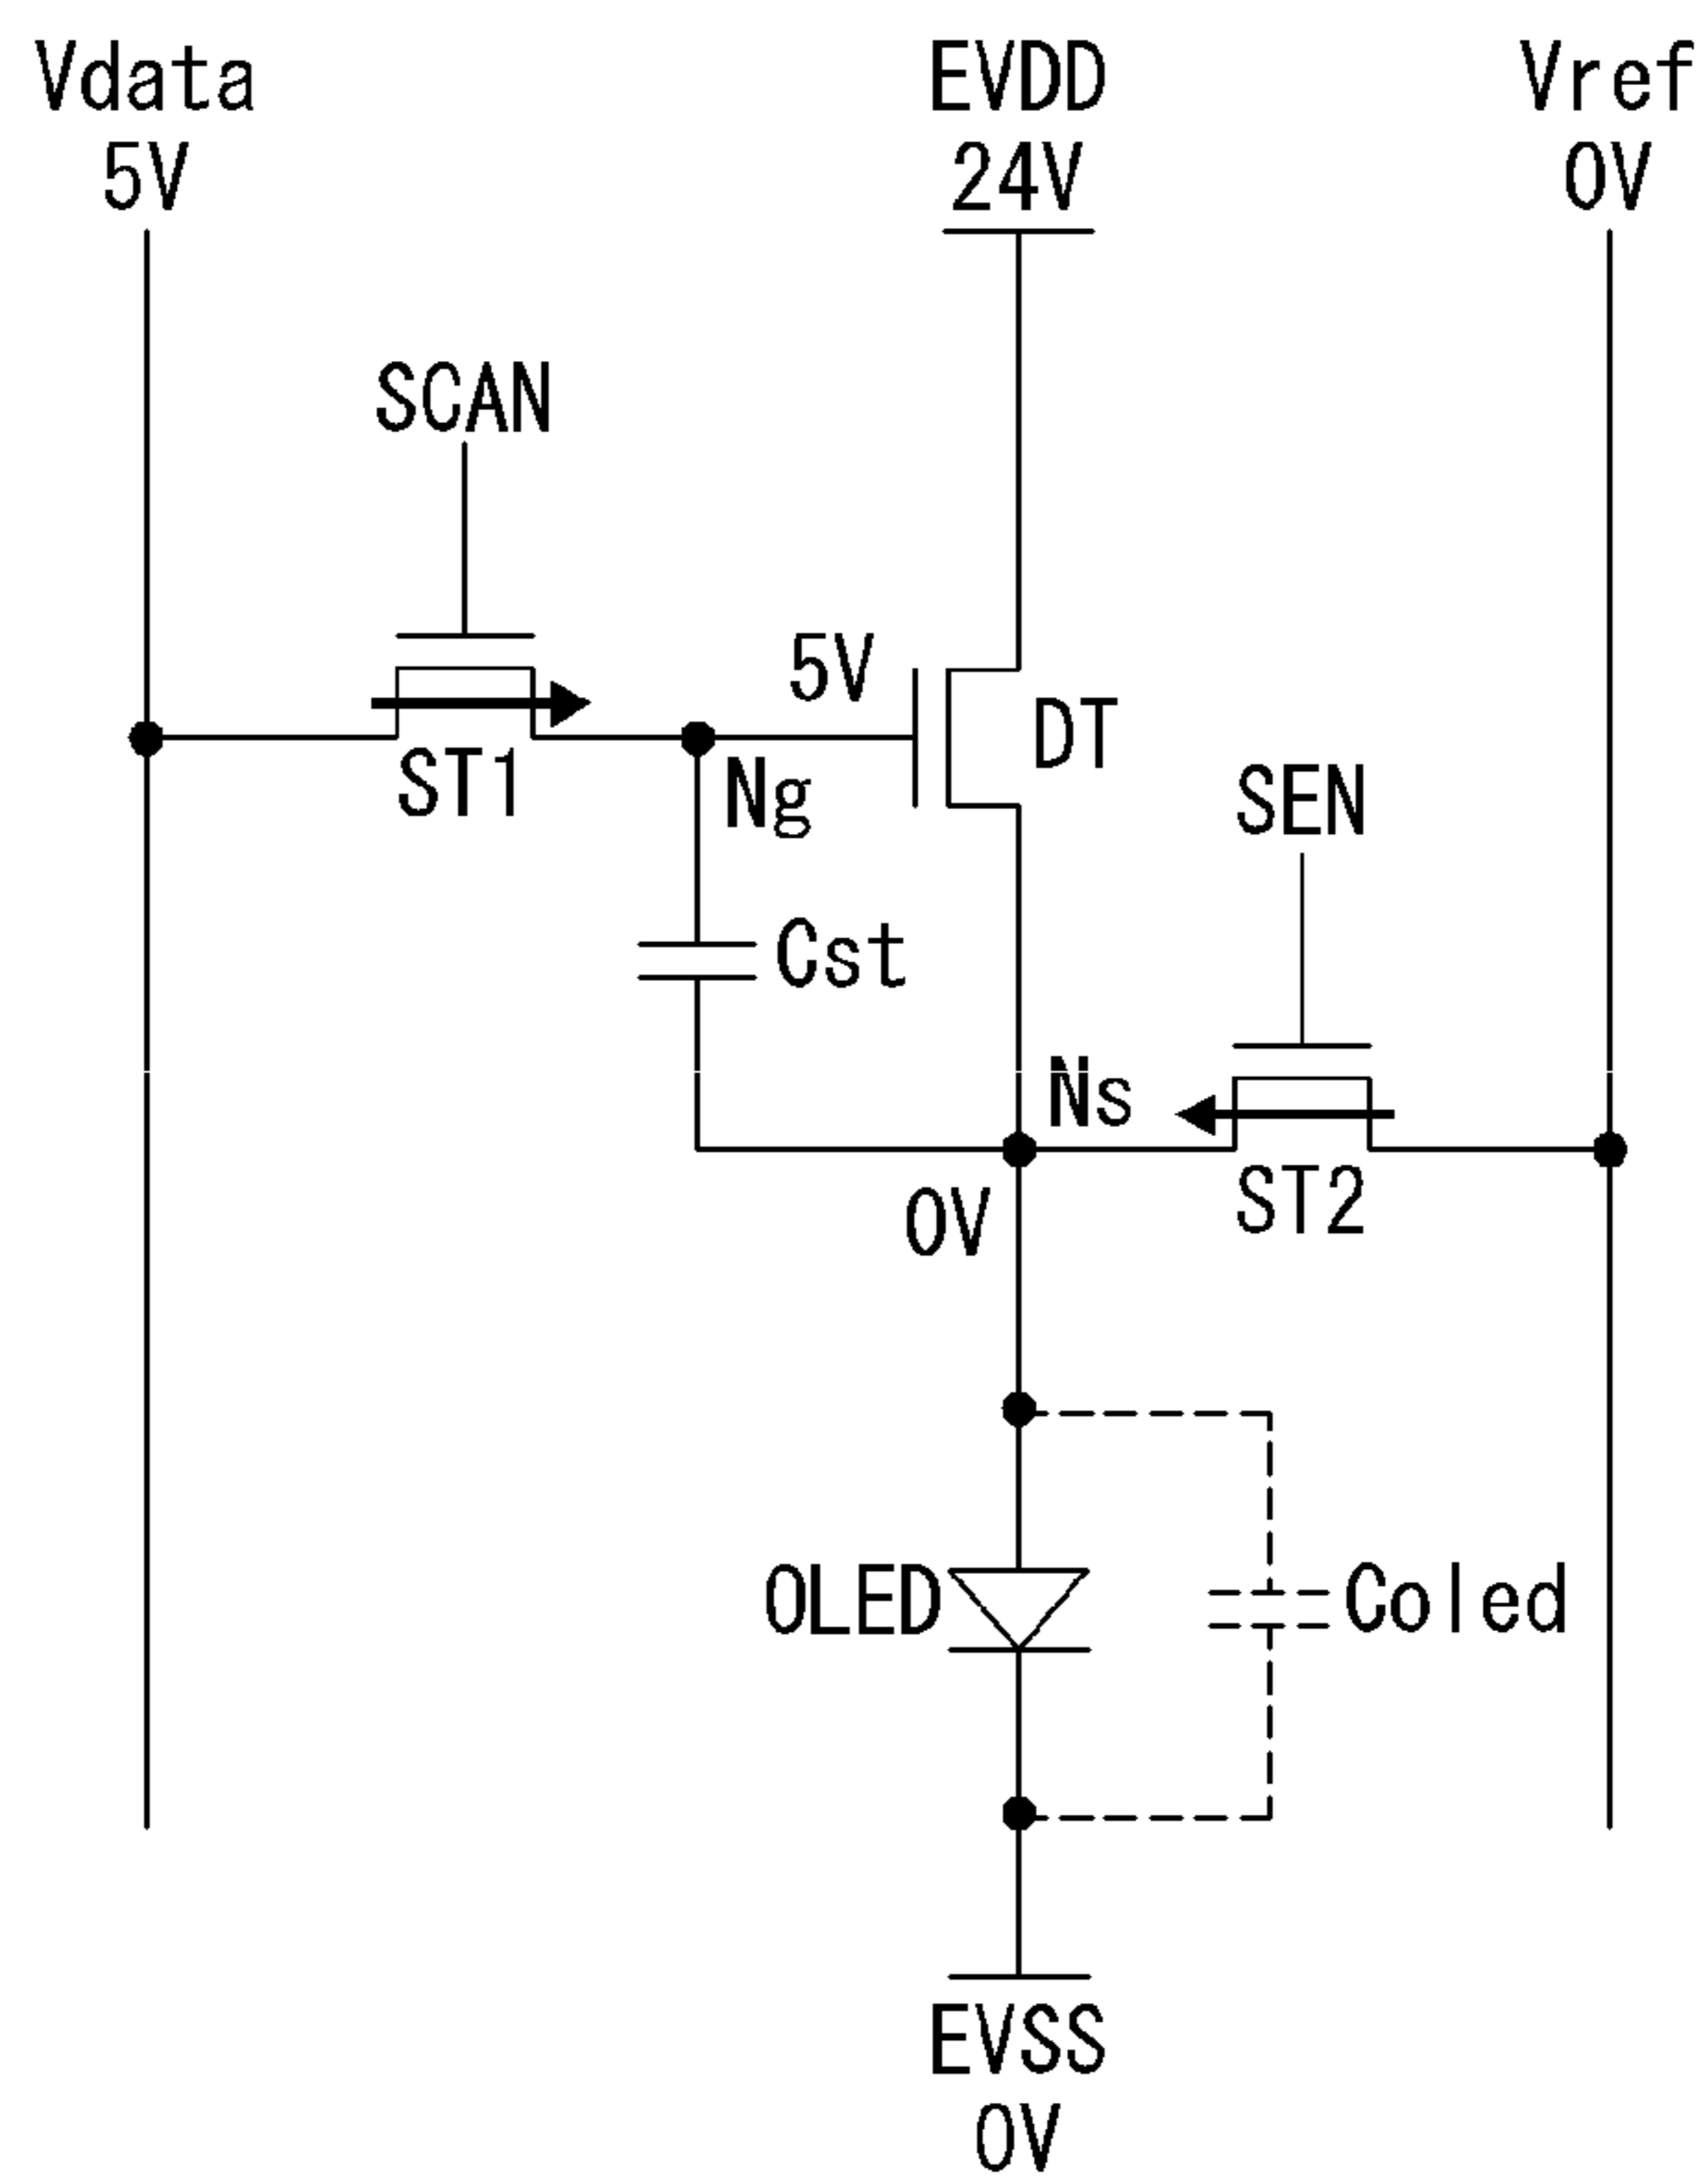 Vdata
5V
EVDD
24V
Vref
0V
SCAN
5V
DT
ST1
Ng
SEN
Cst
Ns
0V
ST2
OLED
Coled
EVSS
0V